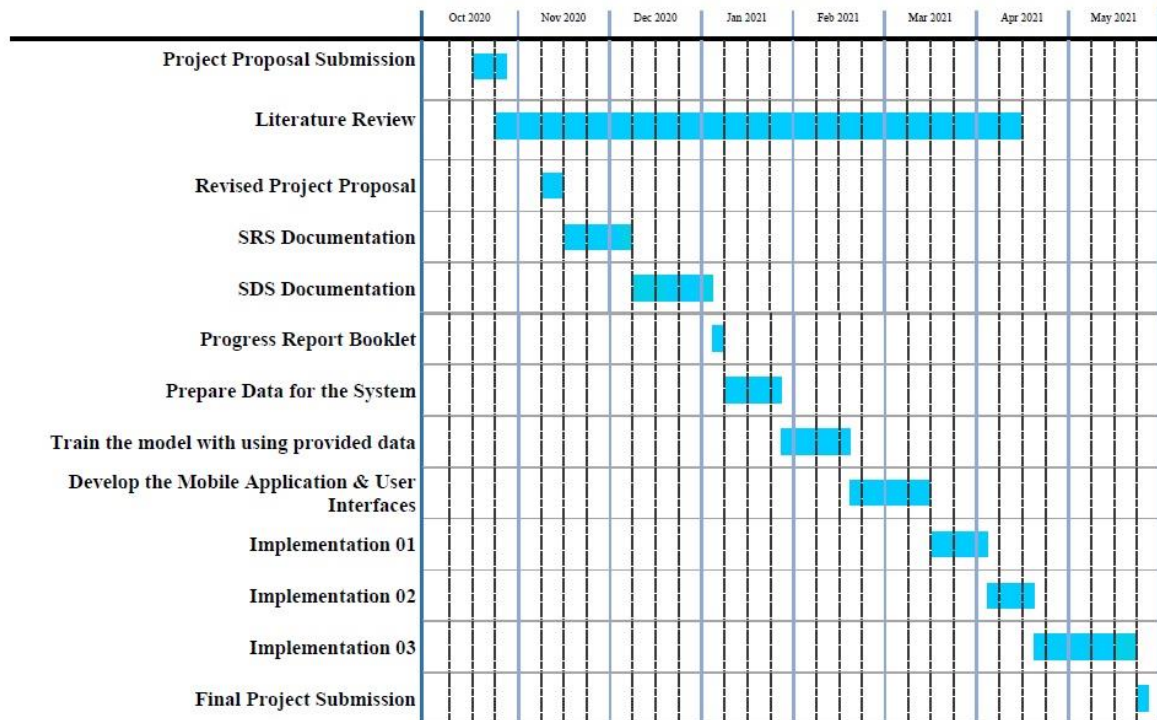 Oct 2020 Nov 2020 Dec 2020 Jan 2021 Feb 2021 Mar 2021 Apr 2021 May 2021
Project Proposal Submission
Literature Review
Revised Project Proposal
SRS Documentation
SDS Documentation
Progress Report Booklet
Prepare Data for the System
Train the model with using provided data
Develop the Mobile Application & User
Interfaces
Implementation 01
Implementation 02
Implementation 03
Final Project Submission